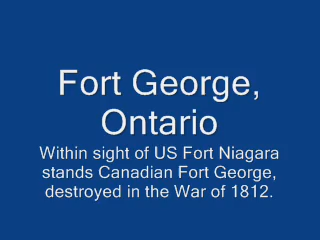 Fort George,
Ontario
Within sight of US Fort Niagara
stands Canadian Fort George,
destroyed in the War of 1812.